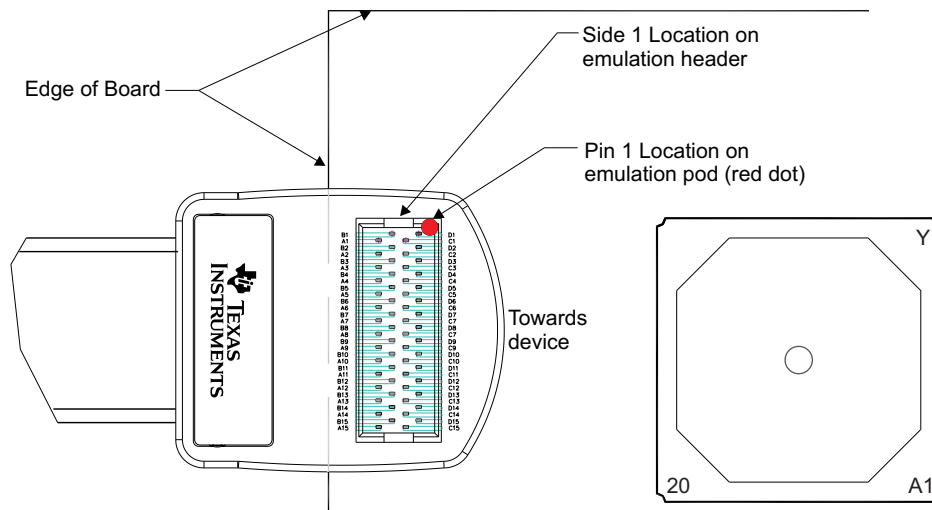 Side 1 Location on
emulation header
Edge of Board
Pin 1 Location on
emulation pod (red dot)
B1
A1
B2
A2
B3
A3
B4
A4
B5
A5
B6
A6
B7
A7
B8
A8
B9
A9
B10
A10
B11
A11
B12
A12
B13
A13
B14
A14
B15
A15
D1
C1
D2
C2
D3
C3
D4
C4
D5
C5
D6
C6
D7
C7
D8
C7
D9
C9
D10
C10
D11
C11
D12
C12
D13
C13
D14
C14
D15
C15
TEXAS
INSTRUMENTS
Towards
device
Y
20
A1